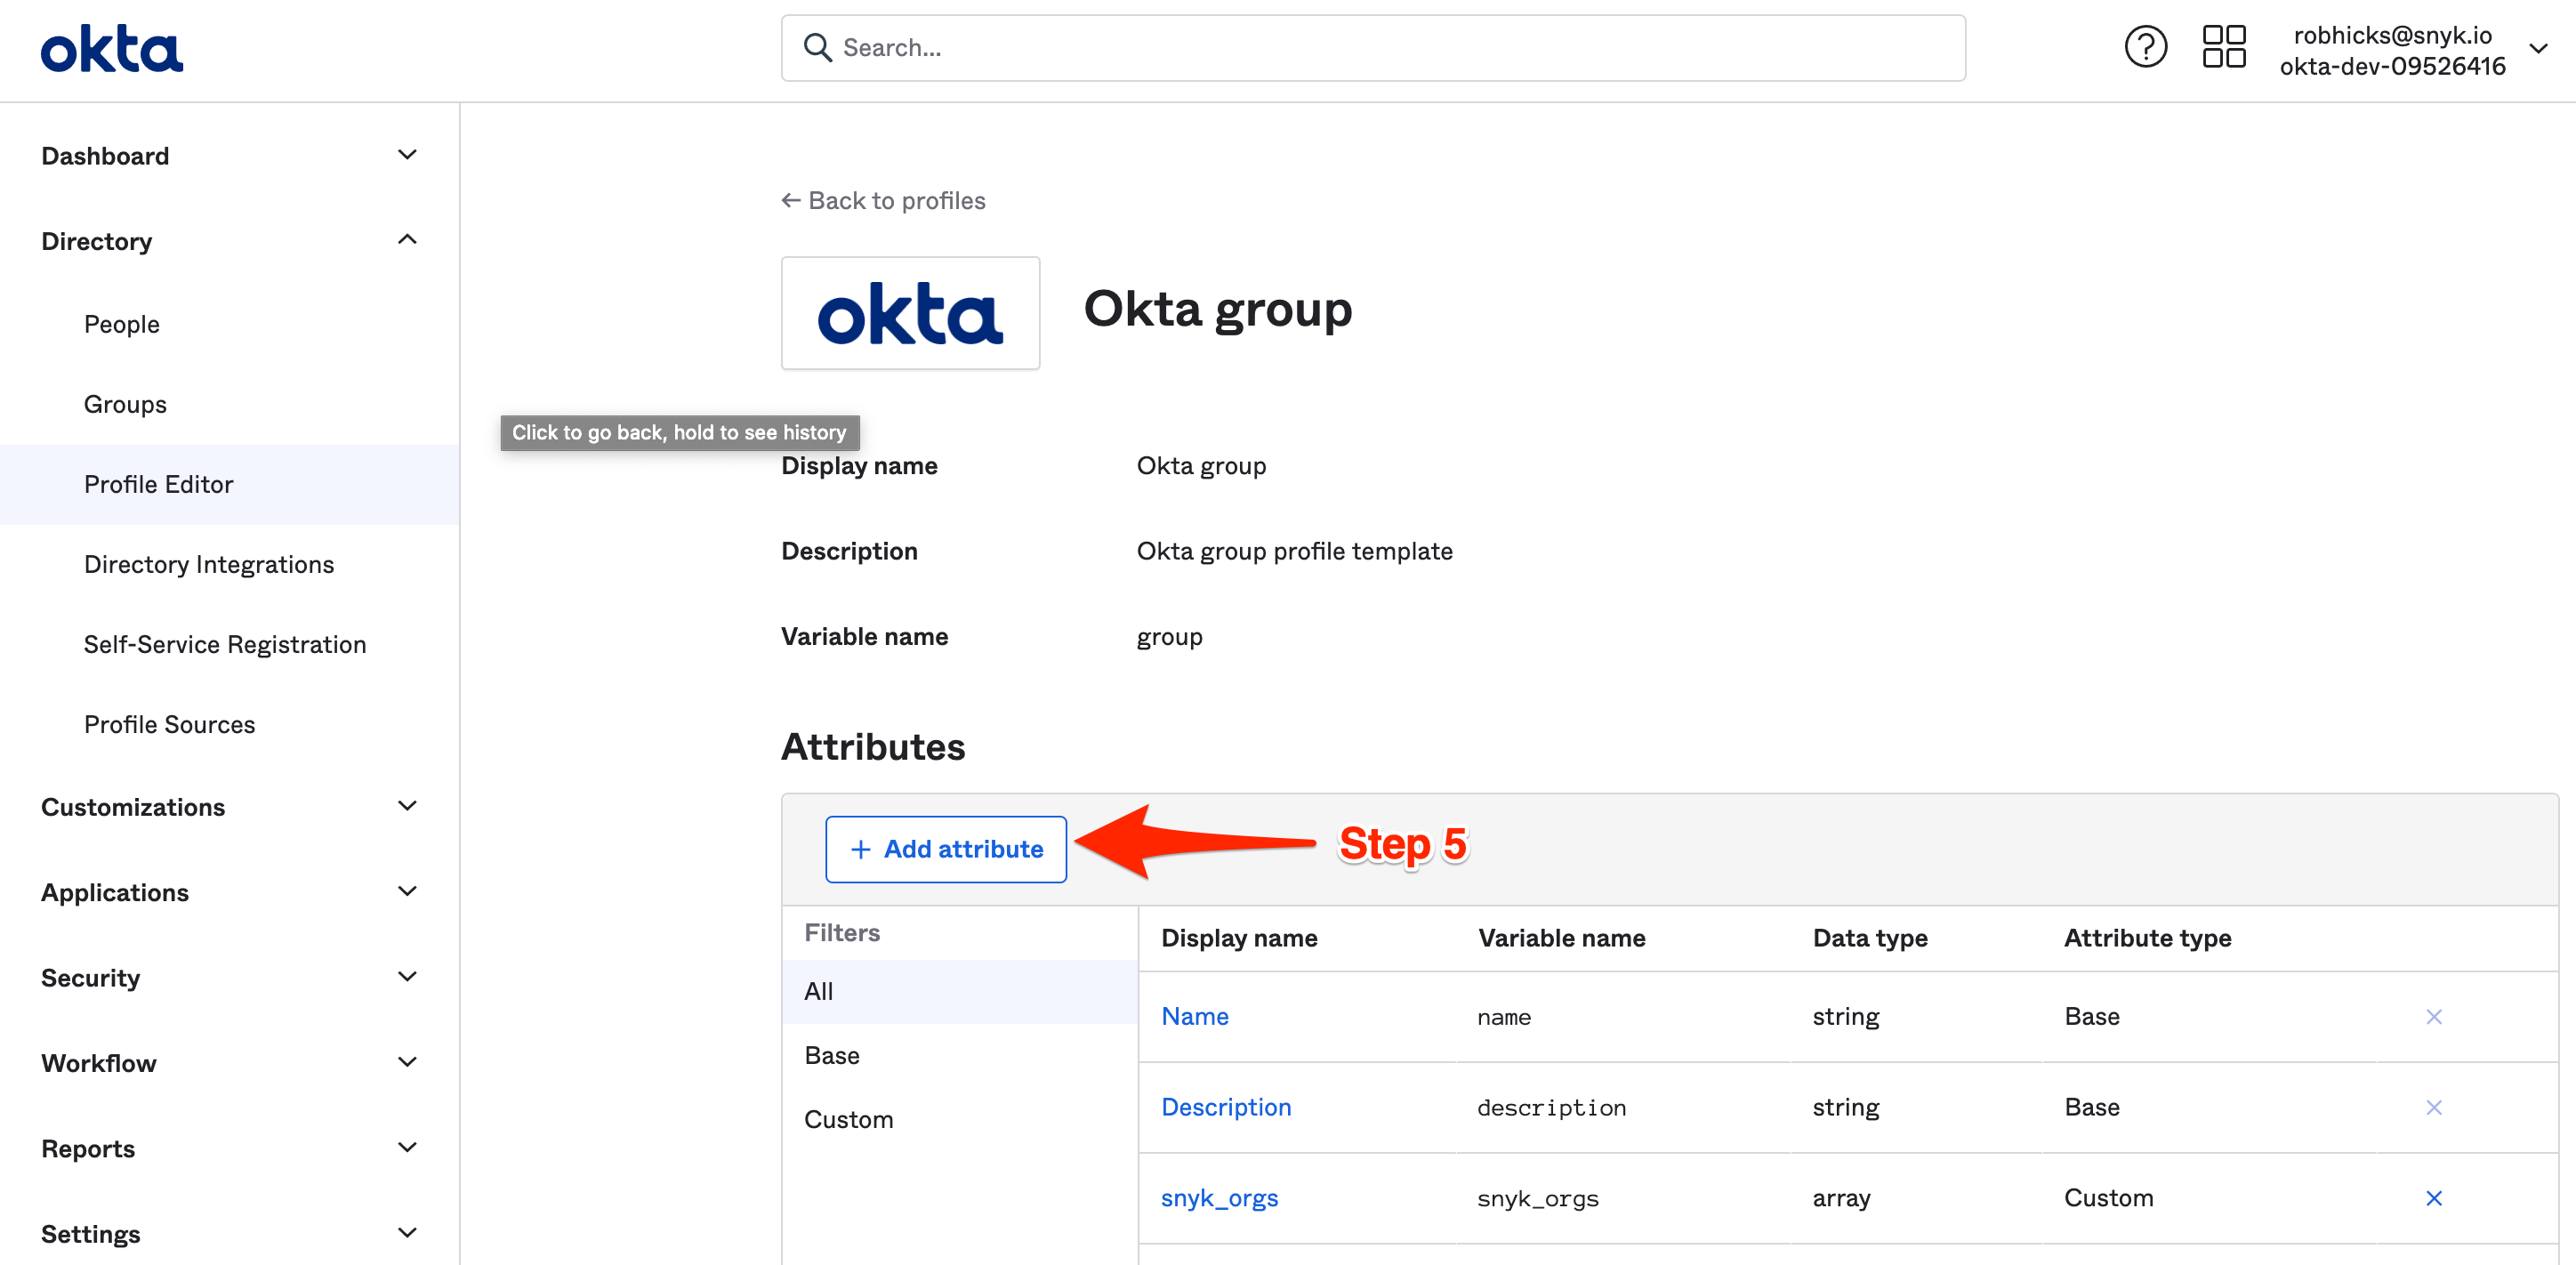 okta
Search...
robhicks@snyk.io
okta-dev-09526416
Dashboard
Directory
People
Groups
Profile Editor
Directory Integrations
Self-Service Registration
Profile Sources
Customizations
Applications
Security
Workflow
Reports
Settings
← Back to profiles
okta
Okta group
Click to go back, hold to see history
Display name Okta group
Description Okta group profile template
Variable name group
Attributes
+ Add attribute
Step 5
Filters
All
Base
Custom
Display name Variable name Data type Attribute type
Name name string Base
Description description string Base
snyk_orgs snyk_orgs array Custom